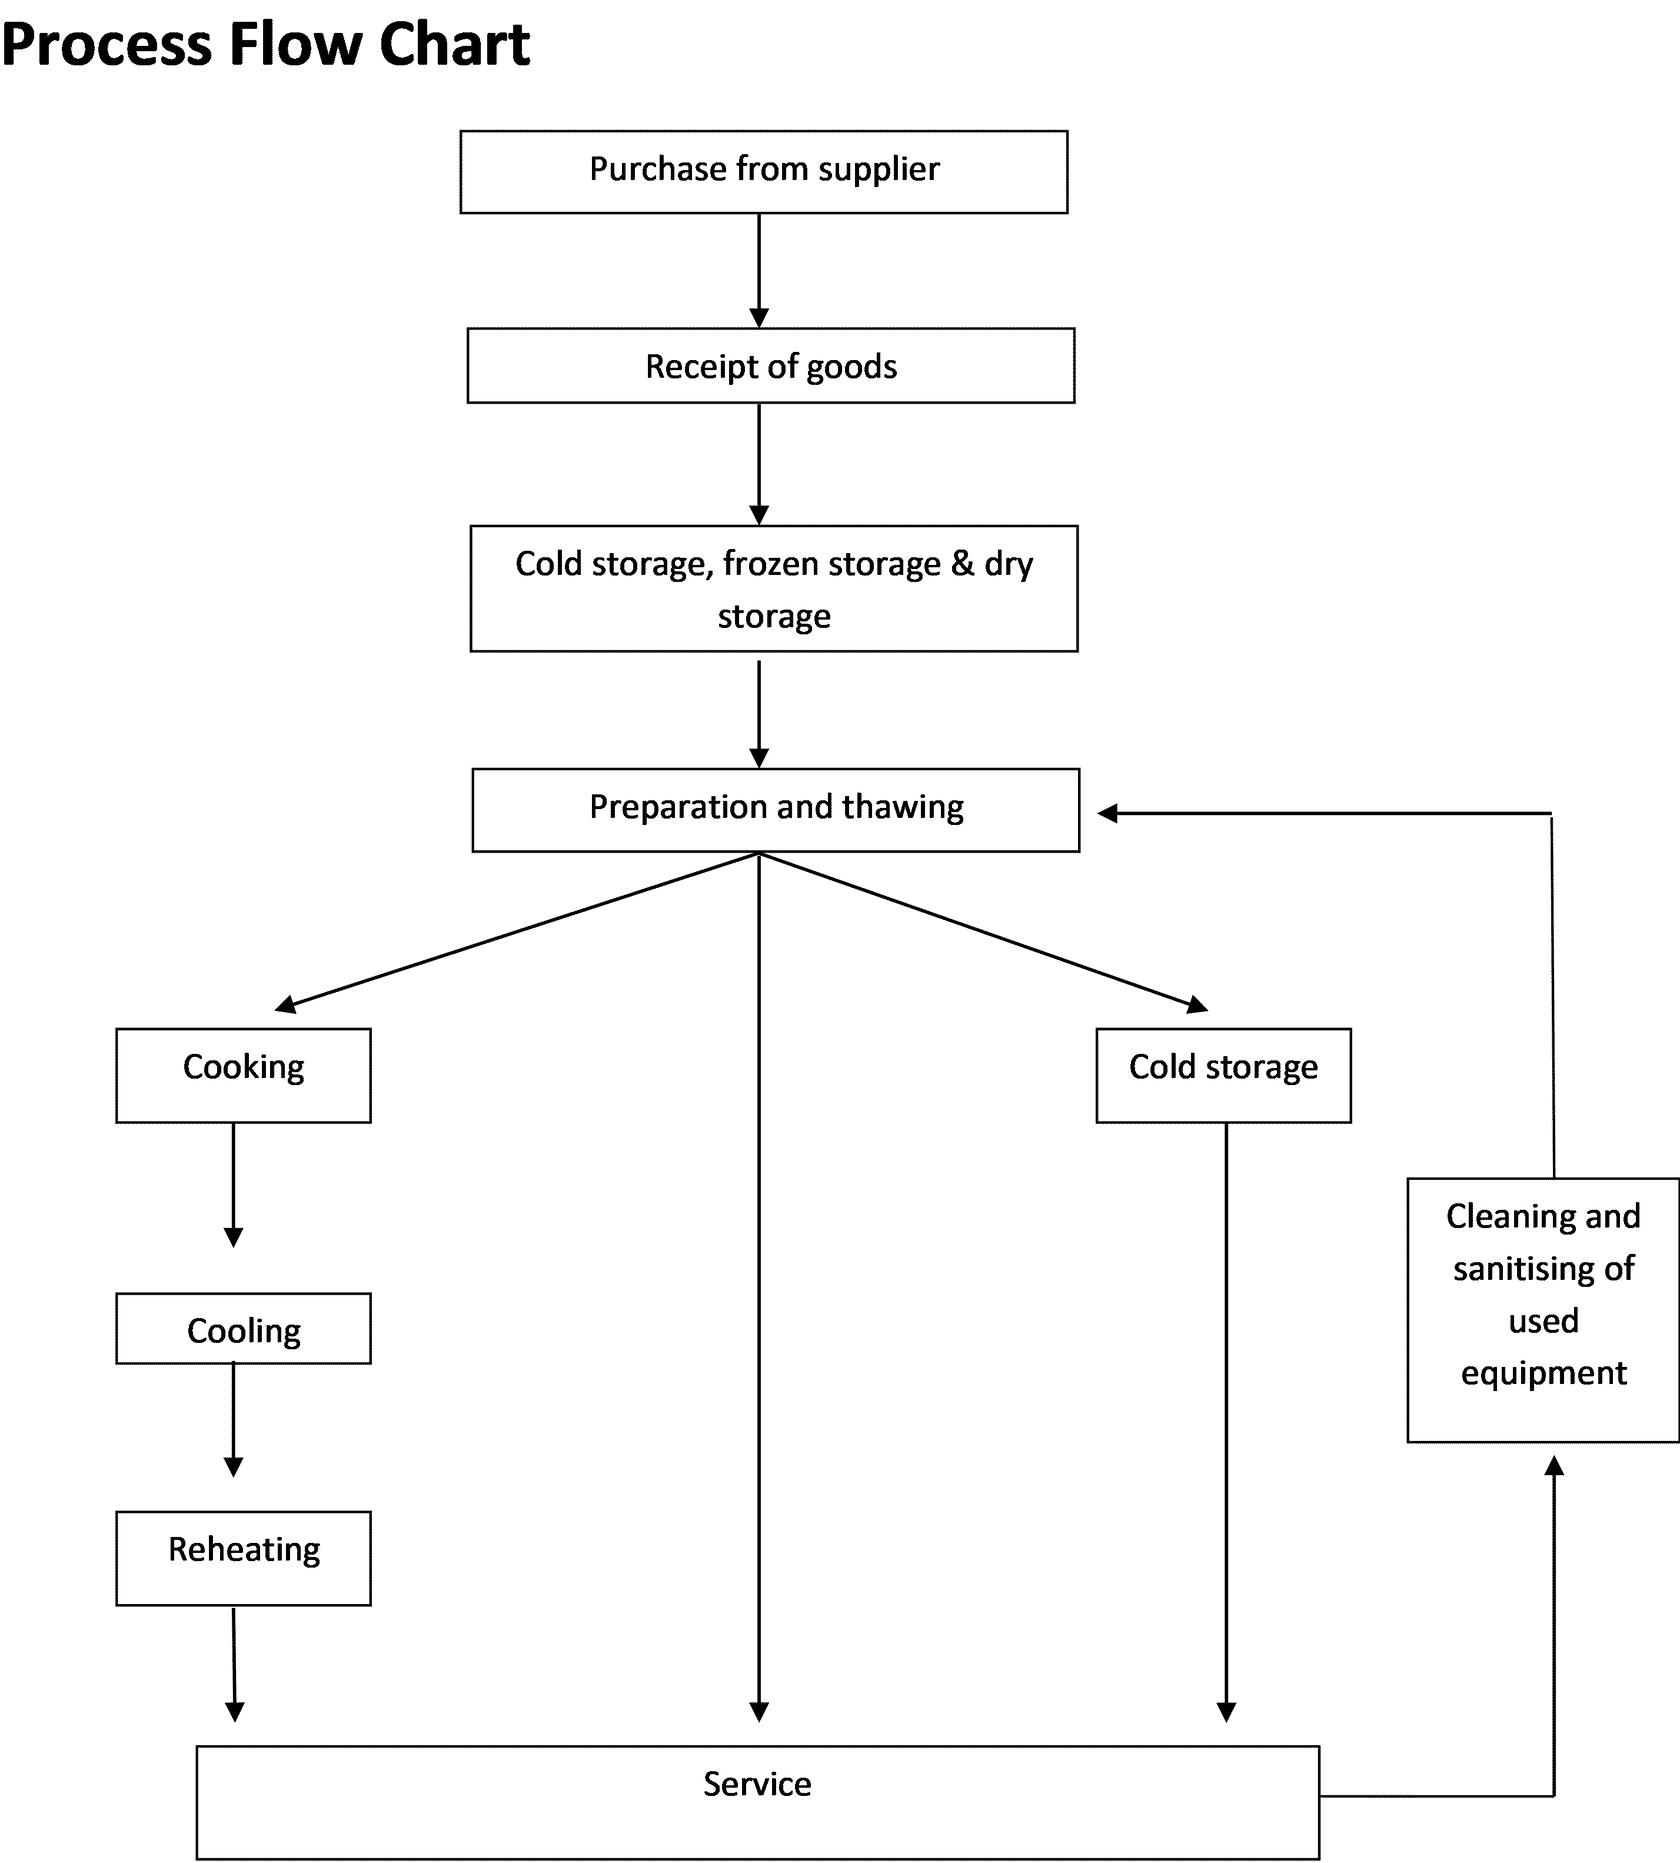 Process Flow Chart
Purchase from supplier
Receipt of goods
Cold storage, frozen storage & dry
storage
Preparation and thawing
Cooking
Cold storage
Cleaning and
sanitising of
used
equipment
Cooling
Reheating
Service